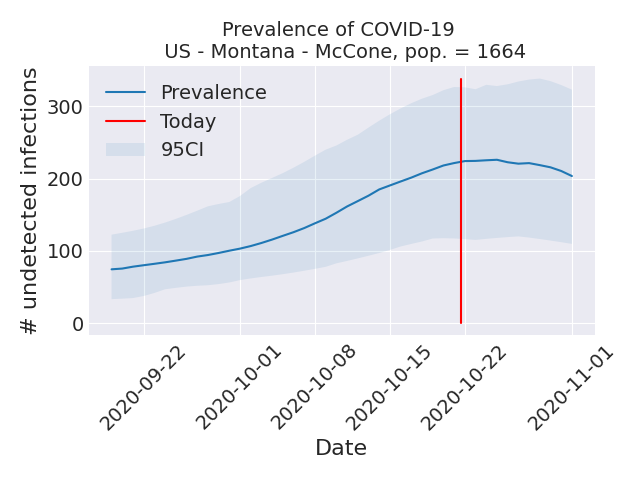 Prevalence of COVID-19
US - Montana - McCone, pop. = 1664
# undetected infections
300
200
100
0
Prevalence
Today
95CI
2020-09-22
2020-10-01
2020-10-08
2020-10-15
2020-10-22
2020-11-01
Date